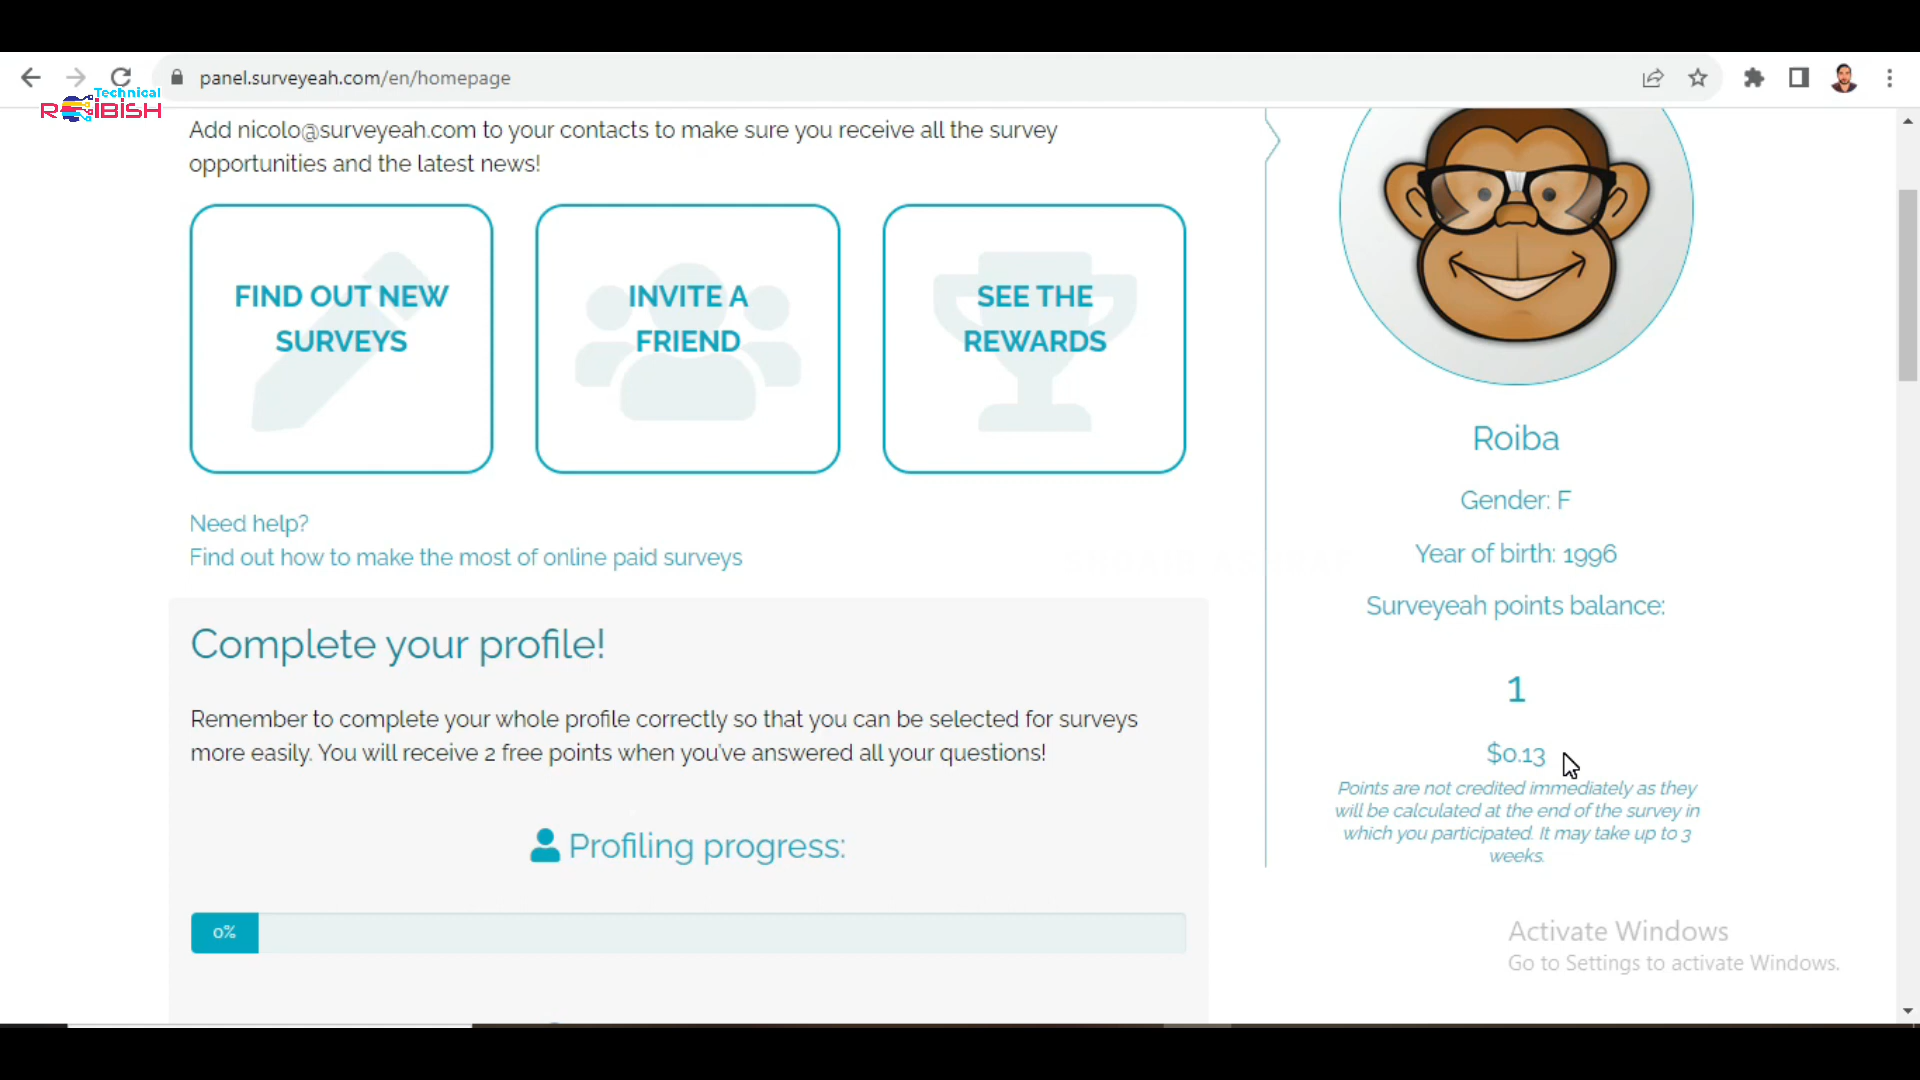 panel.surveyeah.com/en/homepage
Technical
ROIBISH
Add nicolo@surveyeah.com to your contacts to make sure you receive all the survey
opportunities and the latest news!
FIND OUT NEW
SURVEYS
INVITE A
FRIEND
SEE THE
REWARDS
Need help?
Find out how to make the most of online paid surveys
Complete your profile!
Remember to complete your whole profile correctly so that you can be selected for surveys
more easily. You will receive 2 free points when you've answered all your questions!
Profiling progress:
0%
Roiba
Gender: F
Year of birth: 1996
Surveyeah points balance:
1
$0.13
Points are not credited immediately as they
will be calculated at the end of the survey in
which you participated. It may take up to 3
weeks.
Activate Windows
Go to Settings to activate Windows.